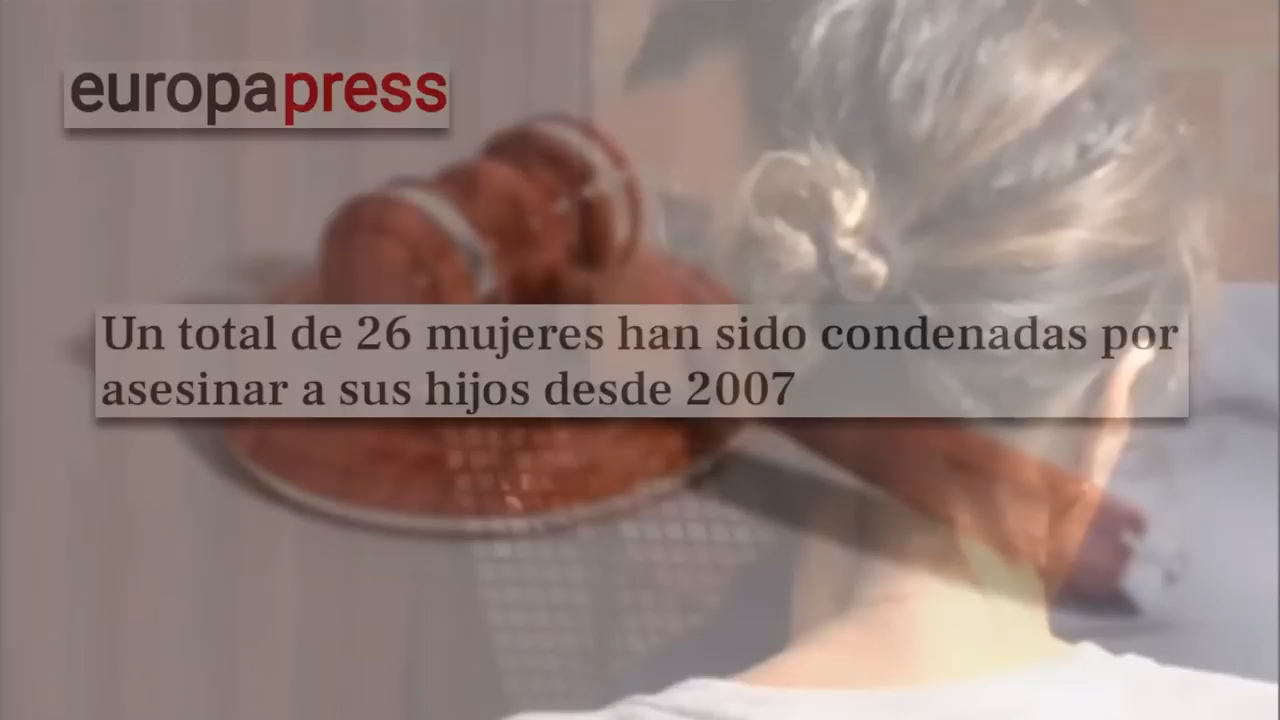 europapress
Un total de 26 mujeres han sido condenadas por
asesinar a sus hijos desde 2007